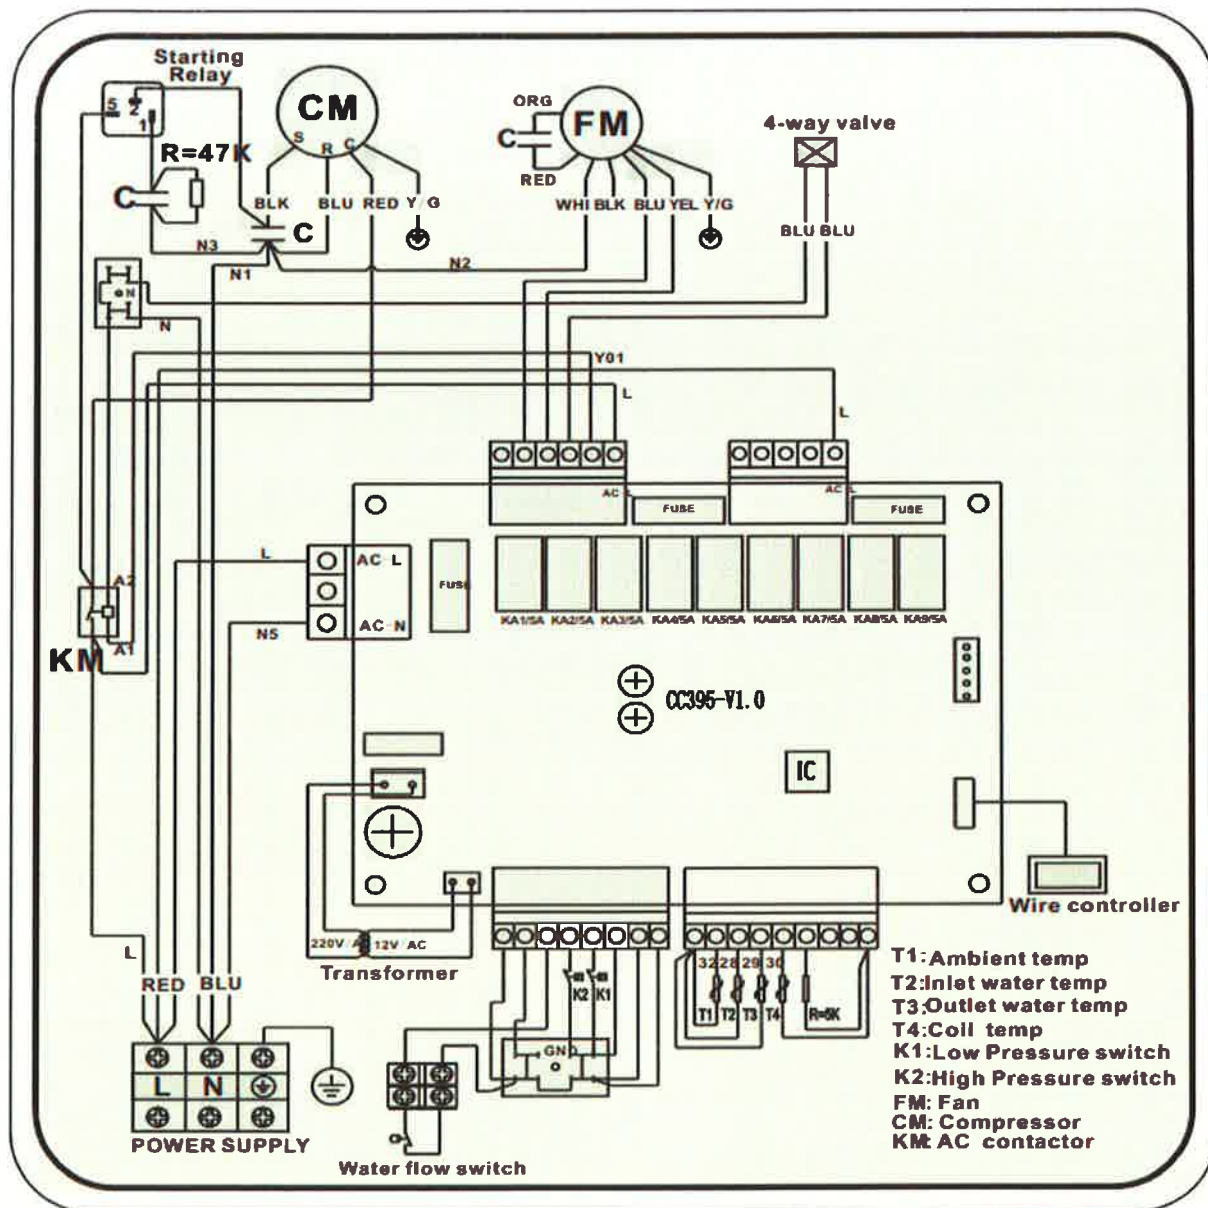 Starting
Relay
5
2
1
CM
S
R
C
R=47K
C
BLK
BLU
RED
Y/G
C
N3
N1
N2
ORG
C
FM
RED
WHI
BLK
BLU
YEL
Y/G
4-way valve
BLU
BLU
N
N
Y01
L
L
AC-L
AC-L
FUSE
FUSE
L
AC-L
FUSE
AC-N
N5
KA1/5A
KA2/5A
KA3/5A
KA4/5A
KA5/5A
KA6/5A
KA7/5A
KA8/5A
KA9/5A
A2
A1
KM
CC395-V1.0
IC
Wire controller
220V/A
12V/AC
Transformer
L
RED
BLU
K2
K1
32
28
29
30
T1
T2
T3
T4
R=5K
GND
L
N
POWER SUPPLY
Water flow switch
T1:Ambient temp
T2:Inlet water temp
T3:Outlet water temp
T4:Coil temp
K1:Low Pressure switch
K2:High Pressure switch
FM: Fan
CM: Compressor
KM: AC contactor